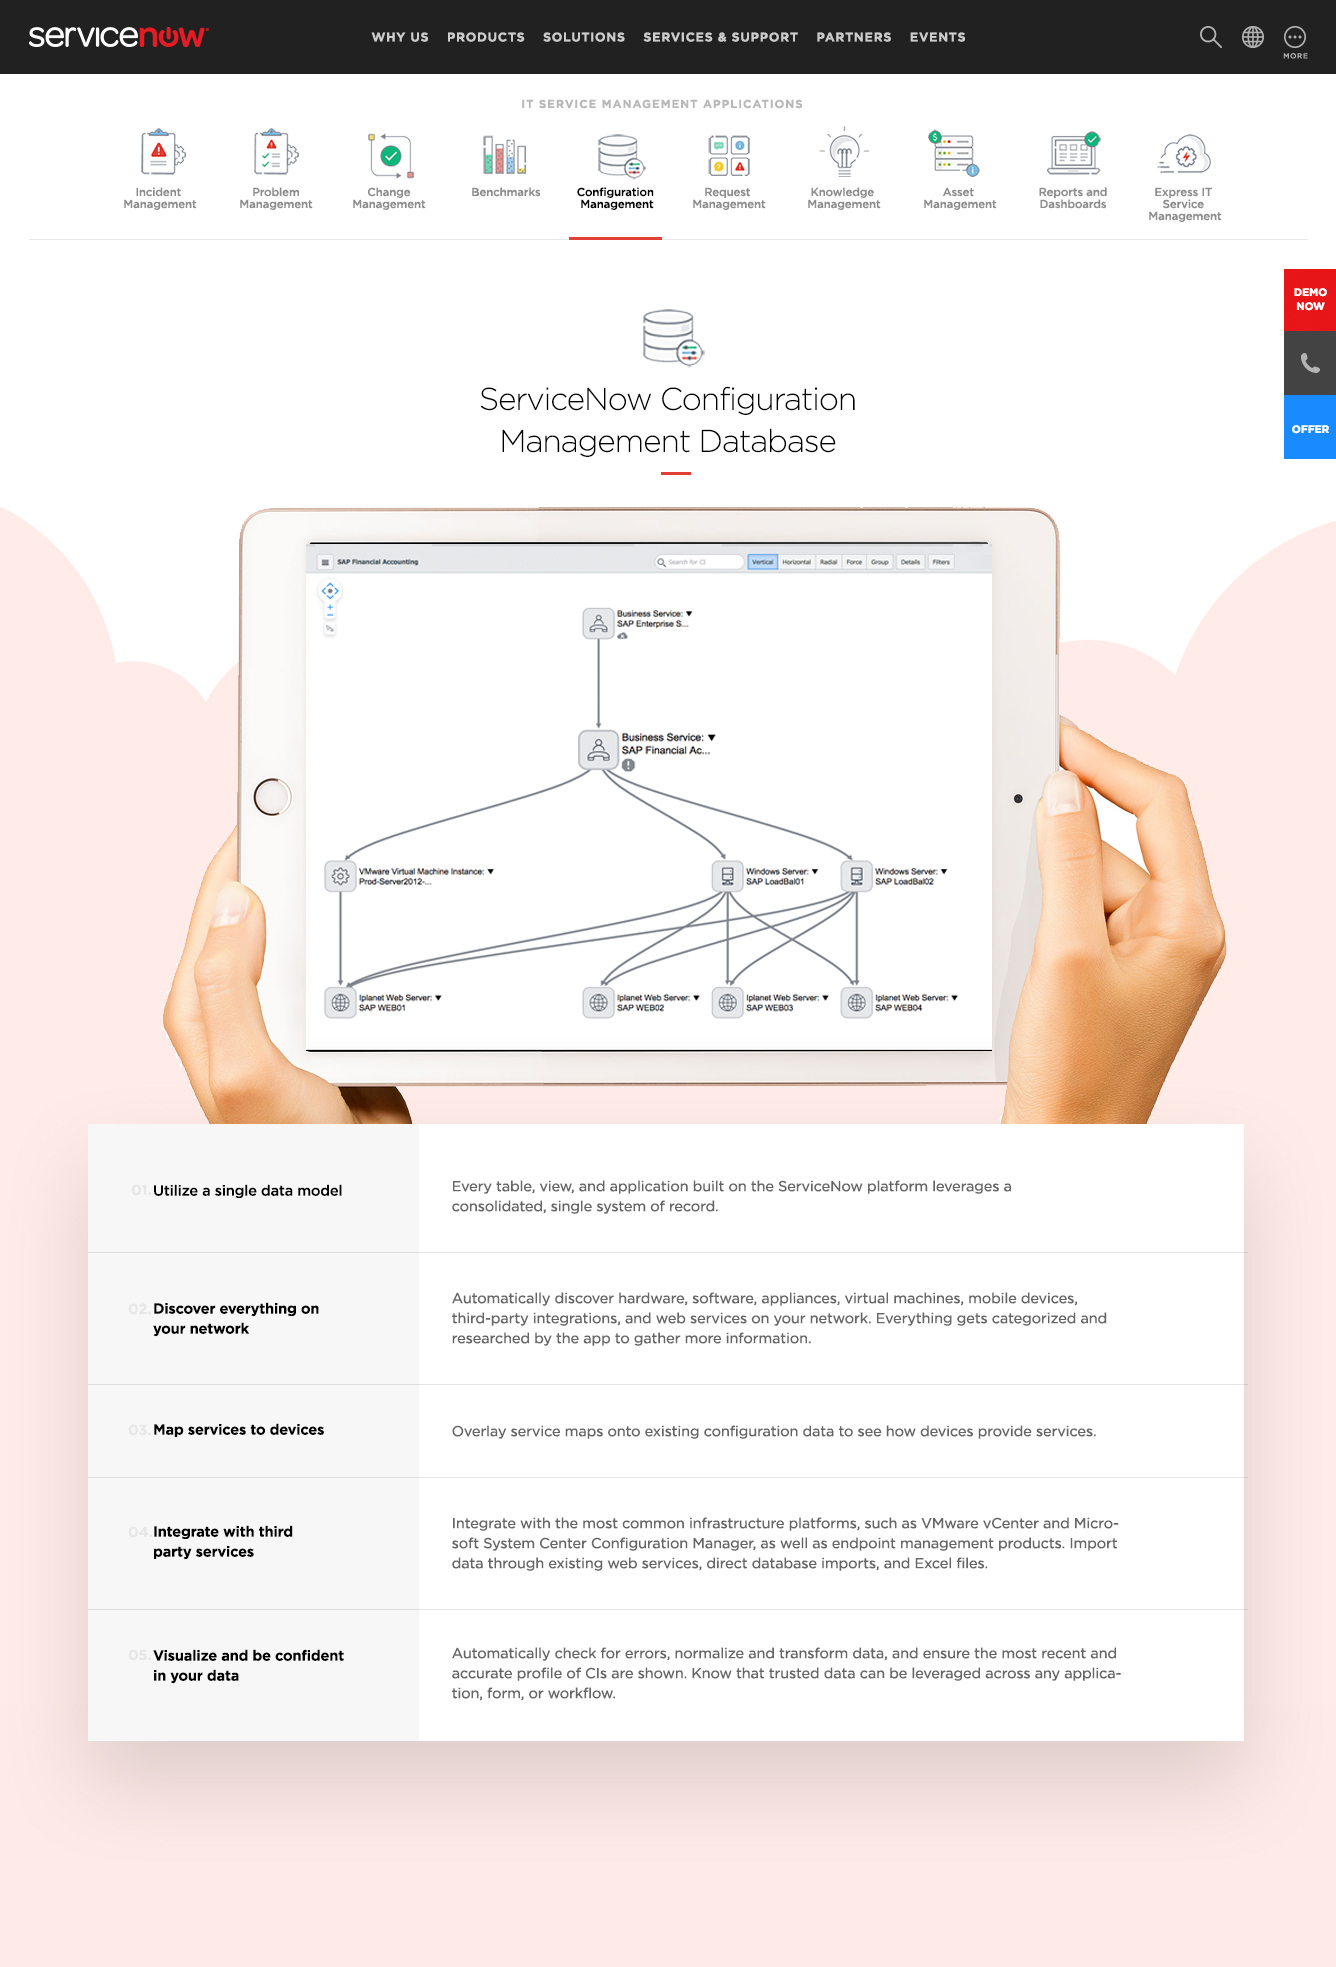 servicenow
WHY US PRODUCTS SOLUTIONS SERVICES & SUPPORT PARTNERS EVENTS
MORE
IT SERVICE MANAGEMENT APPLICATIONS
Incident
Management
Problem
Management
Change
Management
Benchmarks
Configuration
Management
Request
Management
Knowledge
Management
Asset
Management
Reports and
Dashboards
Express IT
Service
Management
DEMO
NOW
OFFER
ServiceNow Configuration
Management Database
SAP Financial Accounting
Search for CI
Vertical Horizontal Radial Force Group Details Filters
Business Service: ▼
SAP Enterprise S...
Business Service: ▼
SAP Financial Ac...
VMware Virtual Machine Instance: ▼
Prod-Server2012-...
Windows Server: ▼
SAP LoadBal01
Windows Server: ▼
SAP LoadBal02
Iplanet Web Server: ▼
SAP WEB01
Iplanet Web Server: ▼
SAP WEB02
Iplanet Web Server: ▼
SAP WEB03
Iplanet Web Server: ▼
SAP WEB04
01. Utilize a single data model
Every table, view, and application built on the ServiceNow platform leverages a
consolidated, single system of record.
02. Discover everything on
your network
Automatically discover hardware, software, appliances, virtual machines, mobile devices,
third-party integrations, and web services on your network. Everything gets categorized and
researched by the app to gather more information.
03. Map services to devices
Overlay service maps onto existing configuration data to see how devices provide services.
04. Integrate with third
party services
Integrate with the most common infrastructure platforms, such as VMware vCenter and Micro-
soft System Center Configuration Manager, as well as endpoint management products. Import
data through existing web services, direct database imports, and Excel files.
05. Visualize and be confident
in your data
Automatically check for errors, normalize and transform data, and ensure the most recent and
accurate profile of CIs are shown. Know that trusted data can be leveraged across any applica-
tion, form, or workflow.